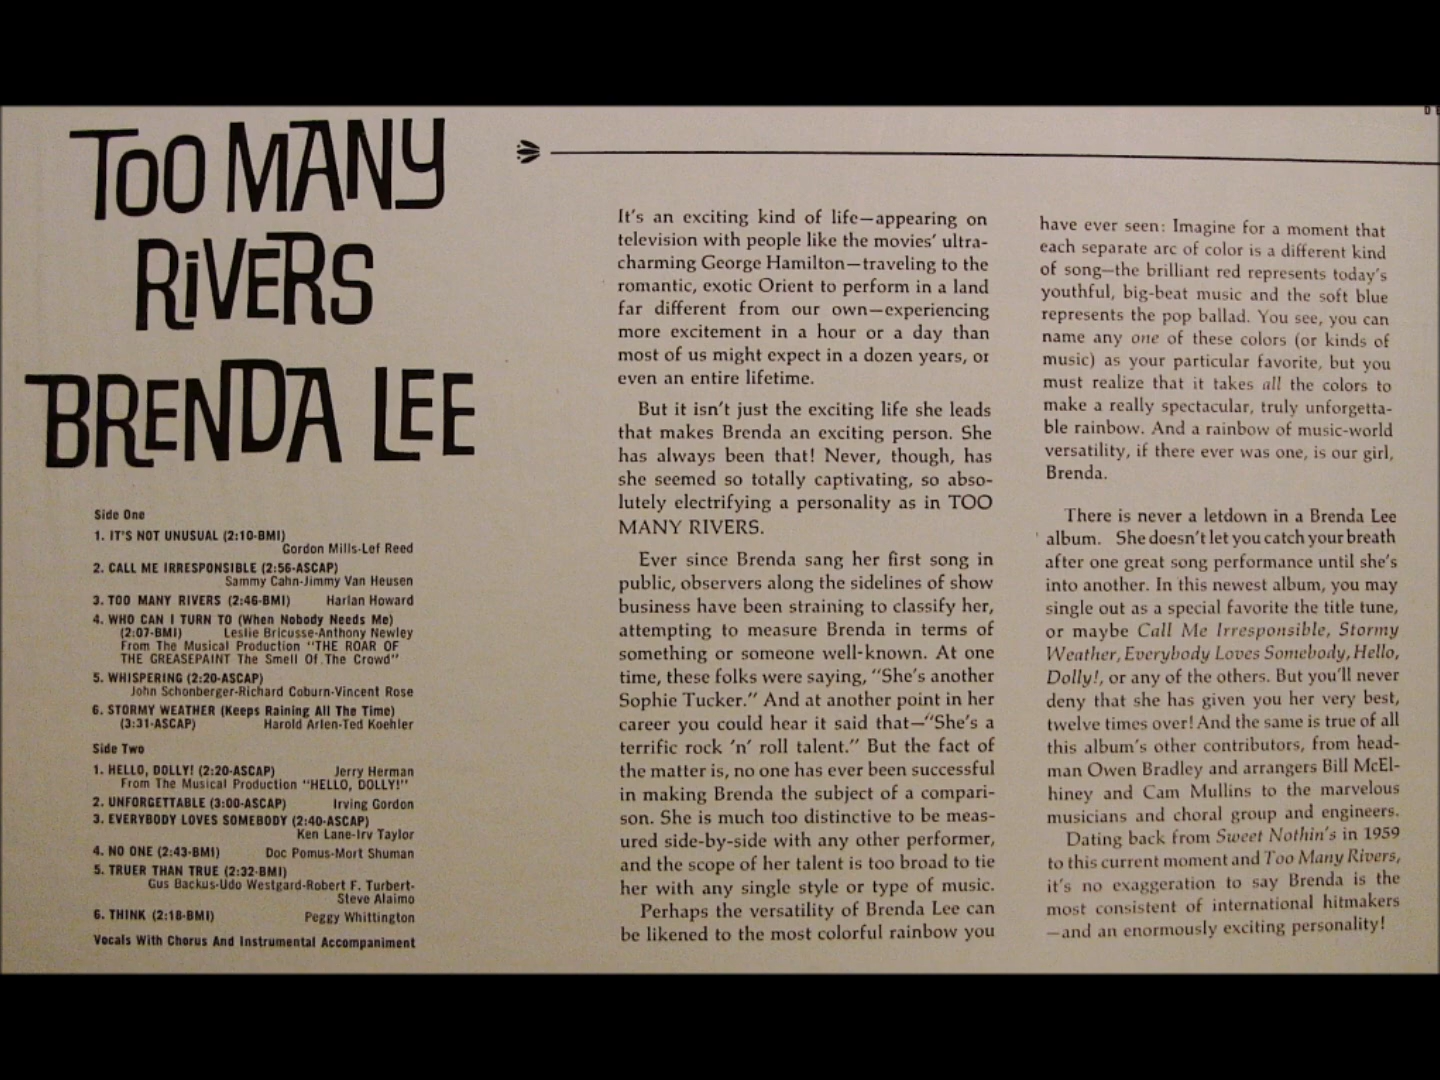 TOO MANY
RIVERS
BRENDA LEE
Side One
1. IT'S NOT UNUSUAL (2:10-BMI)
Gordon Mills-Lef Reed
2. CALL ME IRRESPONSIBLE (2:56-ASCAP)
Sammy Cahn-Jimmy Van Heusen
3. TOO MANY RIVERS (2:46-BMI) Harlan Howard
4. WHO CAN I TURN TO (When Nobody Needs Me)
(2:07-BMI) Leslie Bricusse-Anthony Newley
From The Musical Production "THE ROAR OF
THE GREASEPAINT The Smell Of The Crowd"
5. WHISPERING (2:20-ASCAP)
John Schonberger-Richard Coburn-Vincent Rose
6. STORMY WEATHER (Keeps Raining All The Time)
(3:31-ASCAP) Harold Arlen-Ted Koehler
Side Two
1. HELLO, DOLLY! (2:20-ASCAP) Jerry Herman
From The Musical Production "HELLO, DOLLY!"
2. UNFORGETTABLE (3:00-ASCAP) Irving Gordon
3. EVERYBODY LOVES SOMEBODY (2:40-ASCAP)
Ken Lane-Irv Taylor
4. NO ONE (2:43-BMI) Doc Pomus-Mort Shuman
5. TRUER THAN TRUE (2:32-BMI)
Gus Backus-Udo Westgard-Robert F. Turbert-
Steve Alaimo
6. THINK (2:18-BMI) Peggy Whittington
Vocals With Chorus And Instrumental Accompaniment
It's an exciting kind of life—appearing on
television with people like the movies' ultra-
charming George Hamilton—traveling to the
romantic, exotic Orient to perform in a land
far different from our own—experiencing
more excitement in a hour or a day than
most of us might expect in a dozen years, or
even an entire lifetime.
But it isn't just the exciting life she leads
that makes Brenda an exciting person. She
has always been that! Never, though, has
she seemed so totally captivating, so abso-
lutely electrifying a personality as in TOO
MANY RIVERS.
Ever since Brenda sang her first song in
public, observers along the sidelines of show
business have been straining to classify her,
attempting to measure Brenda in terms of
something or someone well-known. At one
time, these folks were saying, "She's another
Sophie Tucker." And at another point in her
career you could hear it said that—"She's a
terrific rock 'n' roll talent." But the fact of
the matter is, no one has ever been successful
in making Brenda the subject of a compari-
son. She is much too distinctive to be meas-
ured side-by-side with any other performer,
and the scope of her talent is too broad to tie
her with any single style or type of music.
Perhaps the versatility of Brenda Lee can
be likened to the most colorful rainbow you
have ever seen: Imagine for a moment that
each separate arc of color is a different kind
of song—the brilliant red represents today's
youthful, big-beat music and the soft blue
represents the pop ballad. You see, you can
name any one of these colors (or kinds of
music) as your particular favorite, but you
must realize that it takes all the colors to
make a really spectacular, truly unforgetta-
ble rainbow. And a rainbow of music-world
versatility, if there ever was one, is our girl,
Brenda.
There is never a letdown in a Brenda Lee
album. She doesn't let you catch your breath
after one great song performance until she's
into another. In this newest album, you may
single out as a special favorite the title tune,
or maybe Call Me Irresponsible, Stormy
Weather, Everybody Loves Somebody, Hello,
Dolly!, or any of the others. But you'll never
deny that she has given you her very best,
twelve times over! And the same is true of all
this album's other contributors, from head-
man Owen Bradley and arrangers Bill McEl-
hiney and Cam Mullins to the marvelous
musicians and choral group and engineers.
Dating back from Sweet Nothin's in 1959
to this current moment and Too Many Rivers,
it's no exaggeration to say Brenda is the
most consistent of international hitmakers
—and an enormously exciting personality!